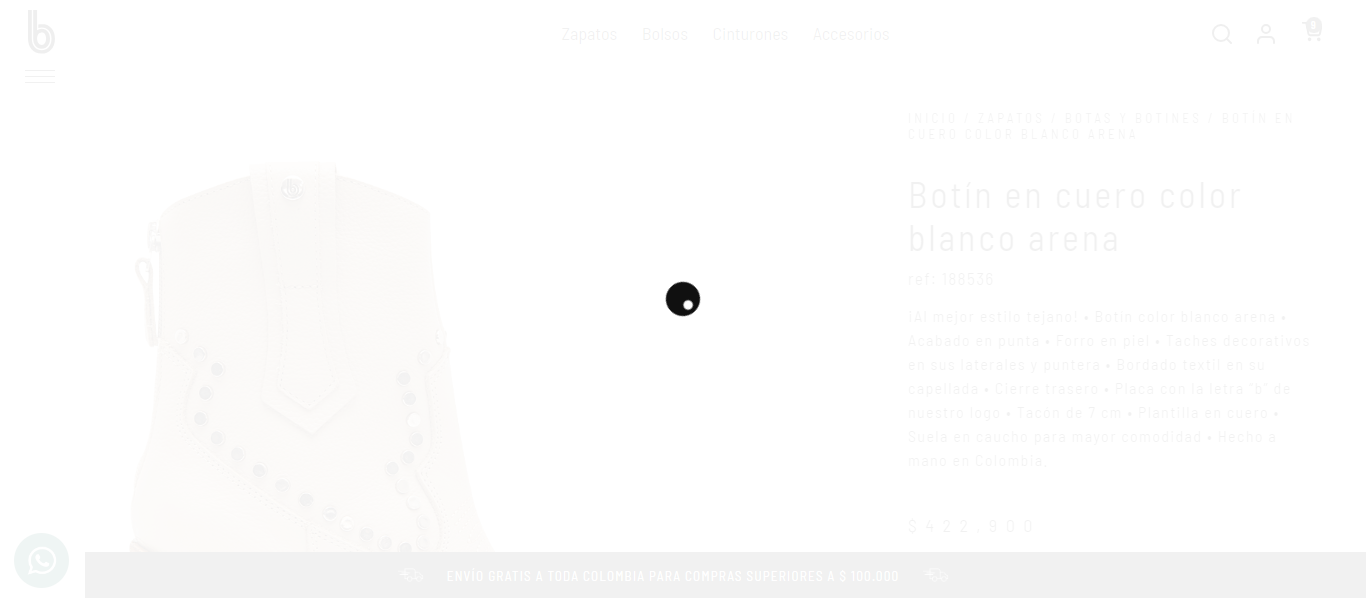 b
Zapatos Bolsos Cinturones Accesorios
INICIO / ZAPATOS / BOTAS Y BOTINES / BOTÍN EN
CUERO COLOR BLANCO ARENA
Botín en cuero color
blanco arena
ref: 188536
¡Al mejor estilo tejano! • Botín color blanco arena •
Acabado en punta • Forro en piel • Taches decorativos
en sus laterales y puntera • Bordado textil en su
capellada • Cierre trasero • Placa con la letra "b" de
nuestro logo • Tacón de 7 cm • Plantilla en cuero •
Suela en caucho para mayor comodidad • Hecho a
mano en Colombia.
$422,800
ENVÍO GRATIS A TODA COLOMBIA PARA COMPRAS SUPERIORES A $ 100.000